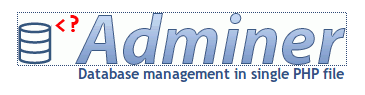 <? Adminer
Database management in single PHP file